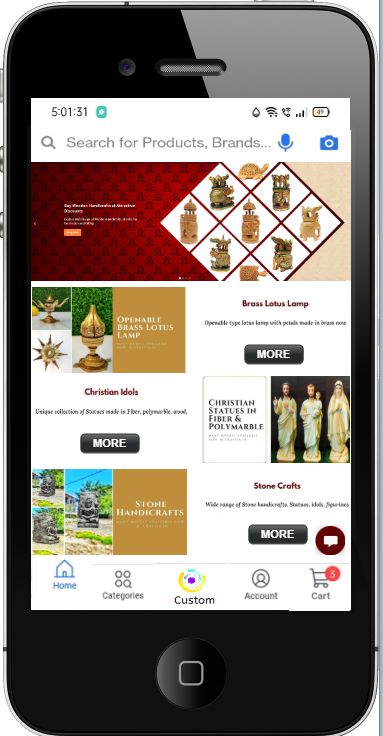 5:01:31
49
Search for Products, Brands...
Buy Wooden Handicrafts at Attractive
Discounts
OPENABLE
BRASS LOTUS
LAMP
Brass Lotus Lamp
Openable type lotus lamp with petals made in brass now
MORE
Christian Idols
Unique collection of Statues made in Fiber, polymarble, wood,
MORE
CHRISTIAN
STATUES IN
FIBER &
POLYMARBLE
STONE
HANDICRAFTS
Stone Crafts
Wide range of Stone handicrafts. Statues, idols, figurines
MORE
Home
Categories
Custom
Account
3
Cart